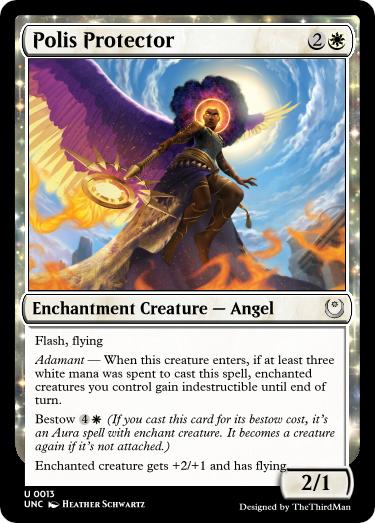 Polis Protector 2
Enchantment Creature — Angel
Flash, flying
Adamant — When this creature enters, if at least three
white mana was spent to cast this spell, enchanted
creatures you control gain indestructible until end of
turn.
Bestow 4 (If you cast this card for its bestow cost, it's
an Aura spell with enchant creature. It becomes a creature
again if it's not attached.)
Enchanted creature gets +2/+1 and has flying.
2/1
U 0013
UNC Heather Schwartz
Designed by TheThirdMan